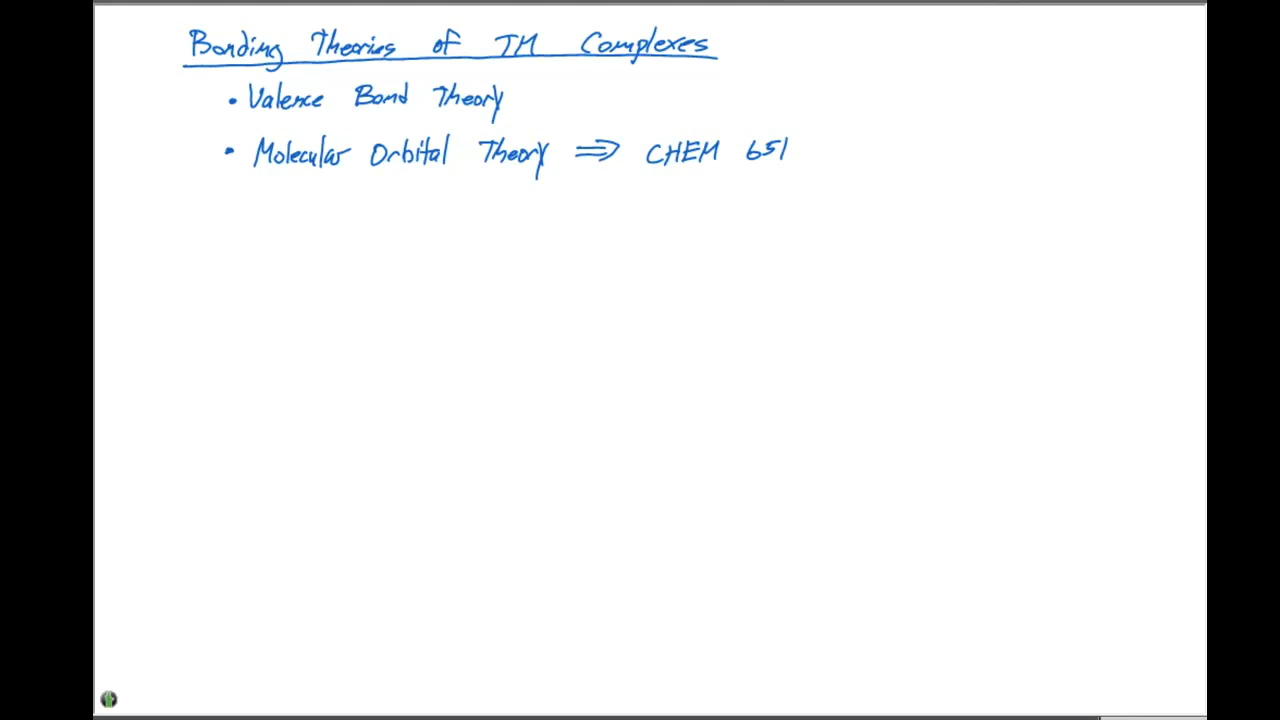 Bonding Theories of TM Complexes
• Valence Bond Theory
• Molecular Orbital Theory ⇒ CHEM 651